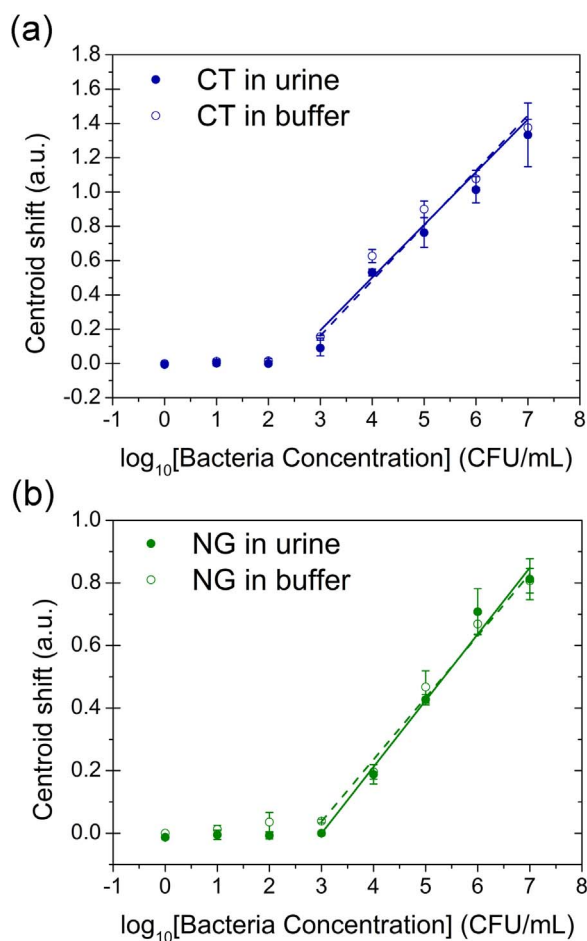 (a)
1.8
1.6
1.4
1.2
1.0
0.8
0.6
0.4
0.2
0.0
-0.2
Centroid shift (a.u.)
CT in urine
CT in buffer
-1 0 1 2 3 4 5 6 7 8
log₁₀[Bacteria Concentration] (CFU/mL)
(b)
1.0
0.8
0.6
0.4
0.2
0.0
Centroid shift (a.u.)
NG in urine
NG in buffer
-1 0 1 2 3 4 5 6 7 8
log₁₀[Bacteria Concentration] (CFU/mL)